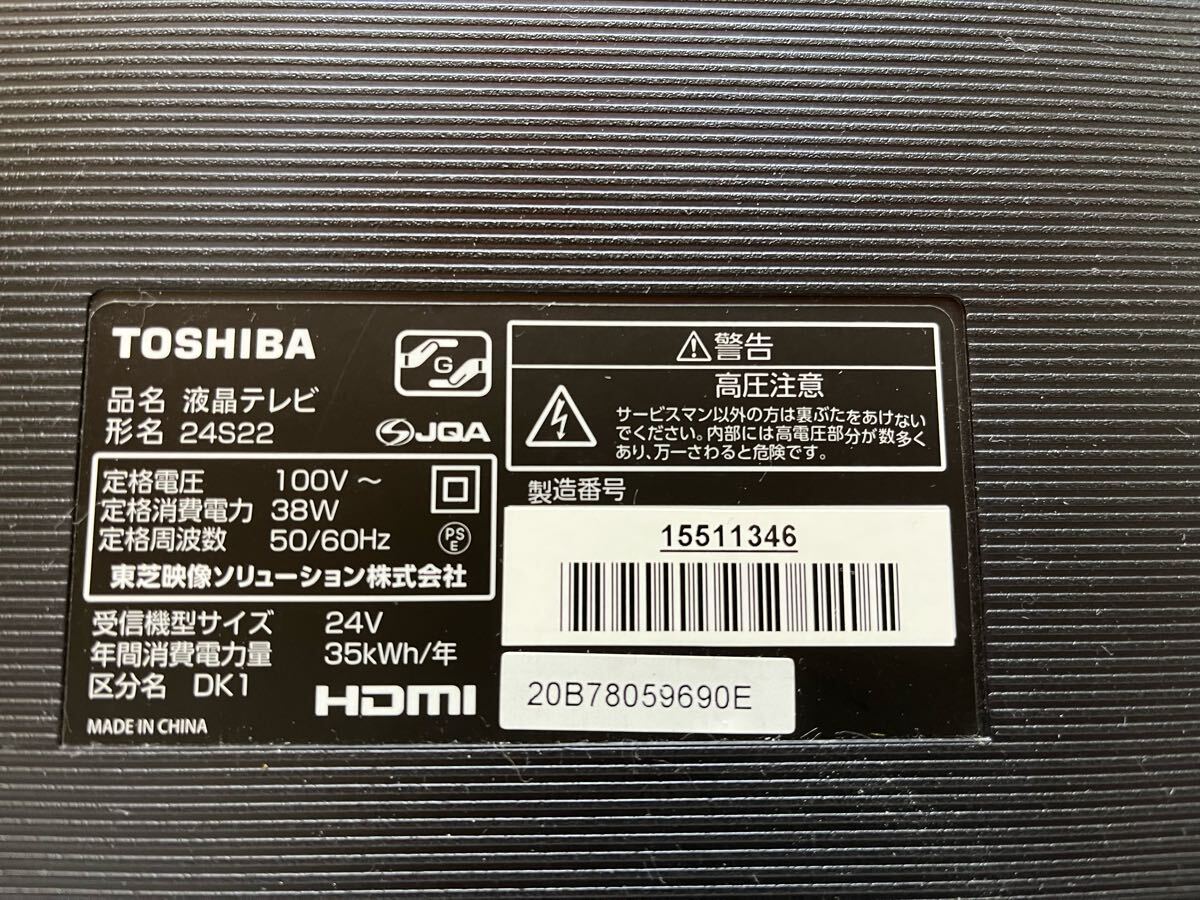 TOSHIBA
G
品名 液晶テレビ
形名 24S22
JQA
定格電圧 100V～
定格消費電力 38W
定格周波数 50/60Hz
PS
E
東芝映像ソリューション株式会社
受信機型サイズ 24V
年間消費電力量 35kWh/年
区分名 DK1
HDMI
MADE IN CHINA
警告
高圧注意
サービスマン以外の方は裏ぶたをあけない
でください。内部には高電圧部分が数多く
あり、万一さわると危険です。
製造番号
15511346
20B78059690E